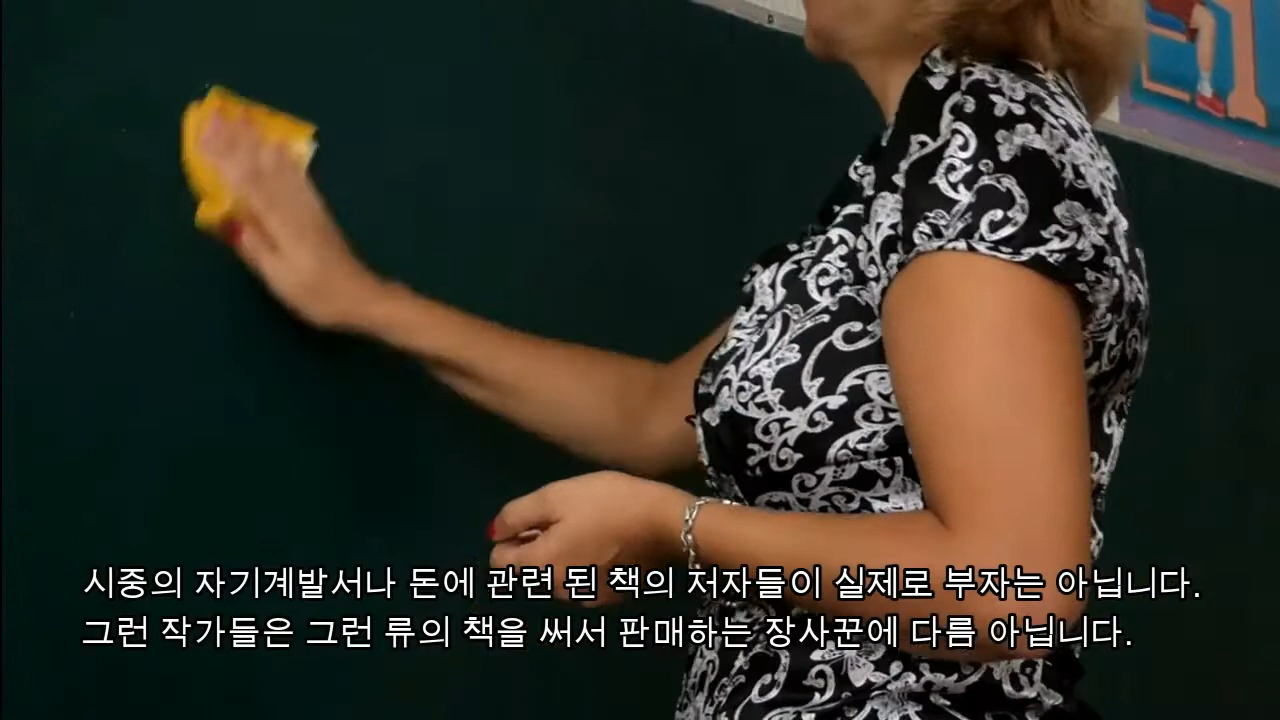 시중의 자기계발서나 돈에 관련 된 책의 저자들이 실제로 부자는 아닙니다.
그런 작가들은 그런 류의 책을 써서 판매하는 장사꾼에 다름 아닙니다.